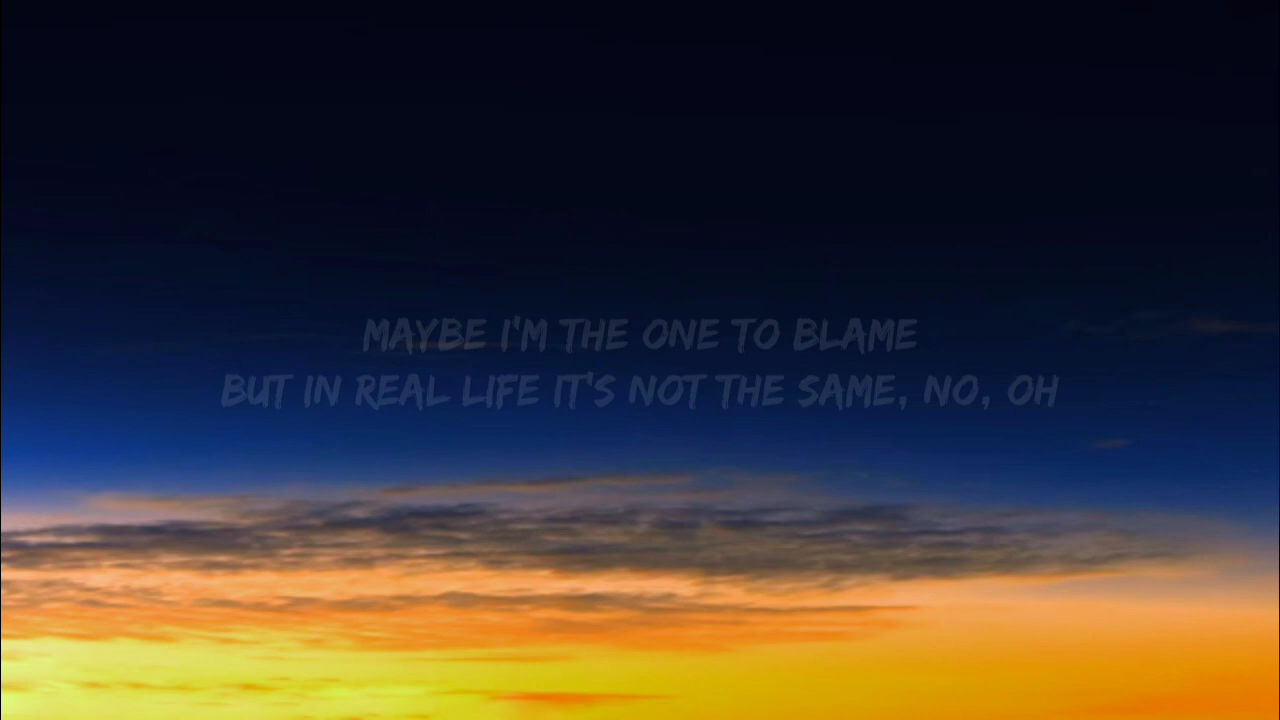 MAYBE I'M THE ONE TO BLAME
BUT IN REAL LIFE IT'S NOT THE SAME, NO, OH